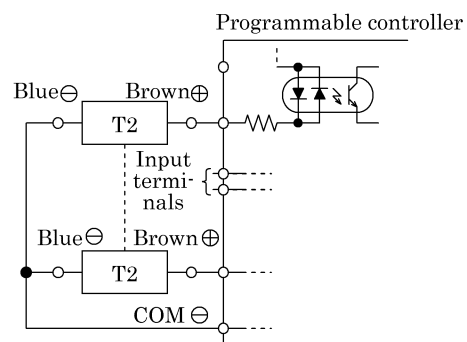 Programmable controller
Blue⊖ Brown⊕
T2
Input
termi-
nals
Blue⊖ Brown⊕
T2
COM ⊖